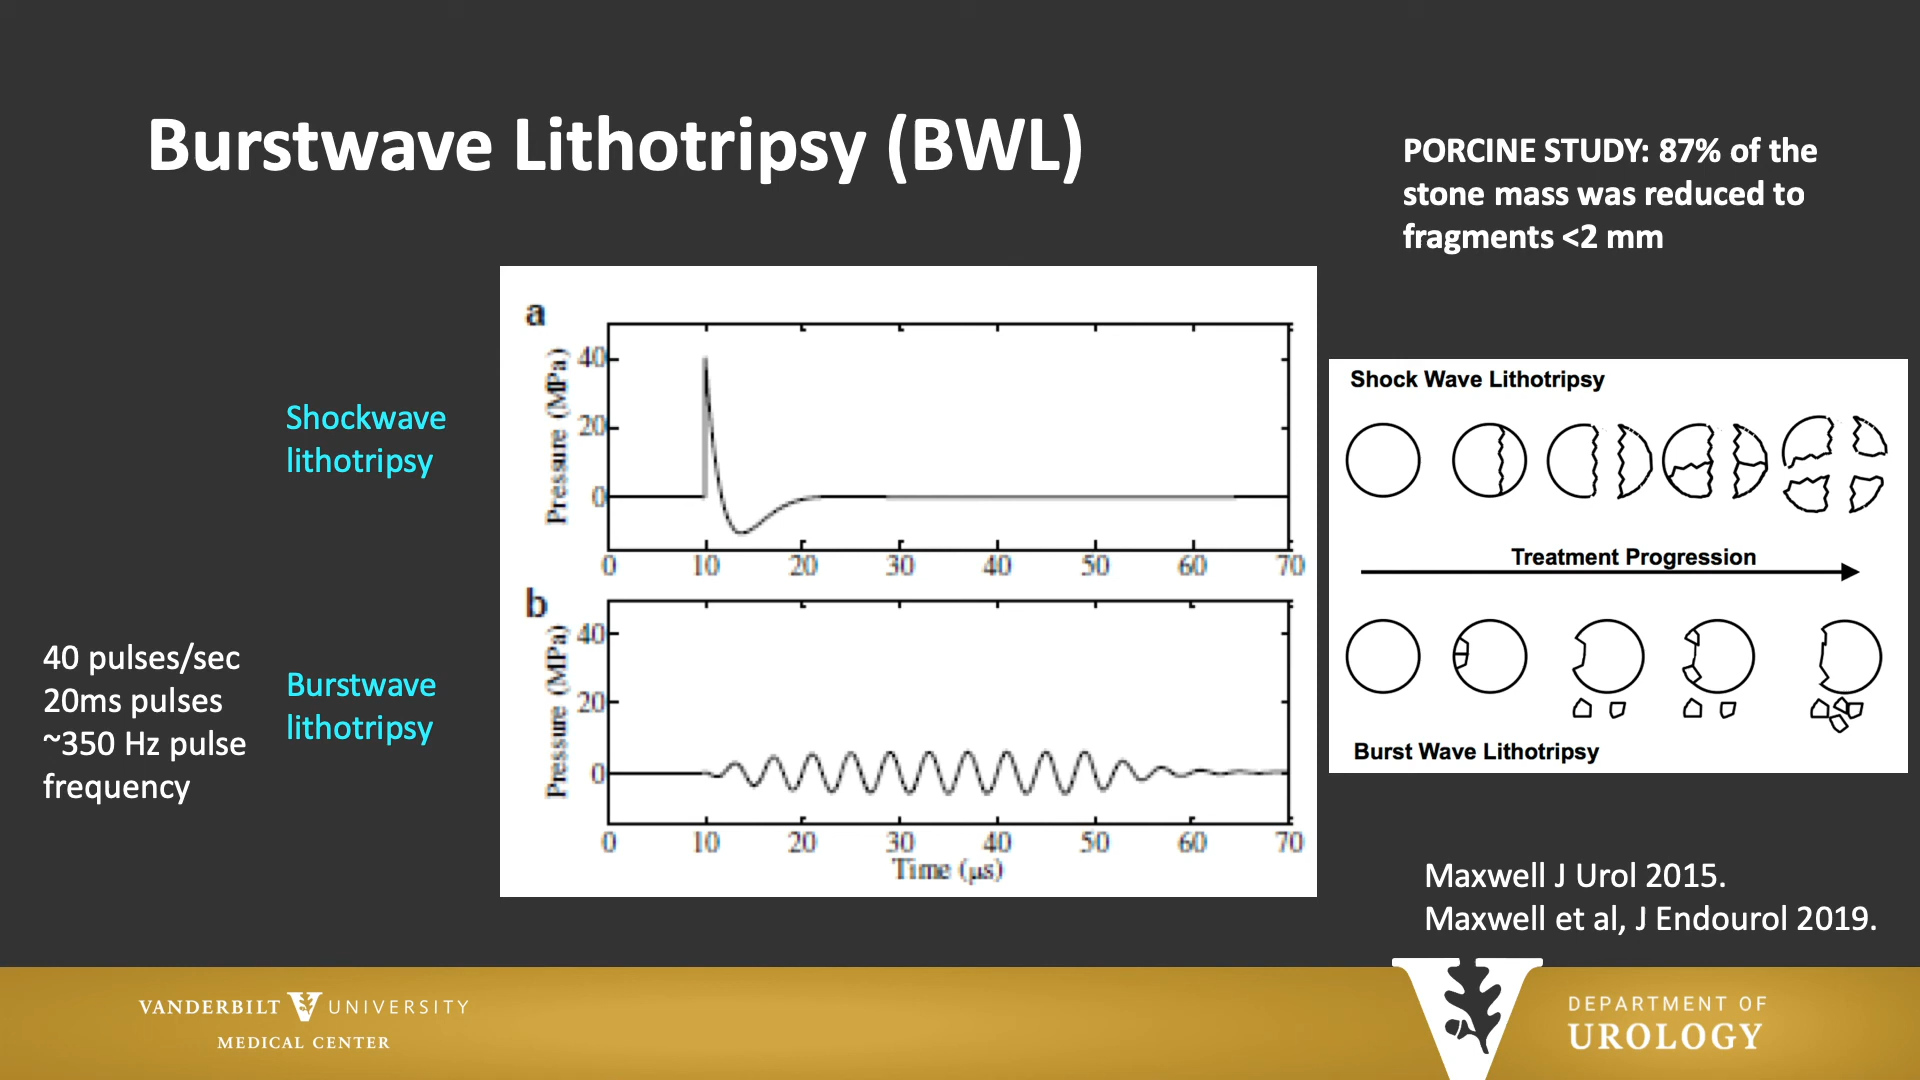 Burstwave Lithotripsy (BWL)
PORCINE STUDY: 87% of the
stone mass was reduced to
fragments <2 mm
Shockwave
lithotripsy
40 pulses/sec
20ms pulses
~350 Hz pulse
frequency
Burstwave
lithotripsy
a
Pressure (MPa)
40
20
0
0 10 20 30 40 50 60 70
b
Pressure (MPa)
40
20
0
0 10 20 30 40 50 60 70
Time (μs)
Shock Wave Lithotripsy
Treatment Progression
Burst Wave Lithotripsy
Maxwell J Urol 2015.
Maxwell et al, J Endourol 2019.
VANDERBILT V UNIVERSITY
MEDICAL CENTER
DEPARTMENT OF
UROLOGY